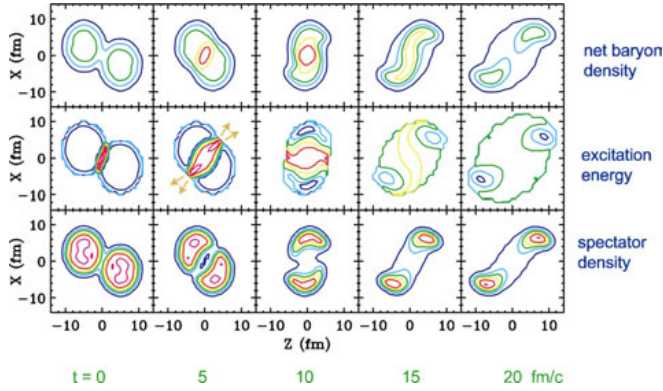 10
0
−10
X (fm)
net baryon
density
10
0
−10
X (fm)
excitation
energy
10
0
−10
X (fm)
spectator
density
−10 0 10 −10 0 10 −10 0 10 −10 0 10 −10 0 10
Z (fm)
t = 0 5 10 15 20 fm/c